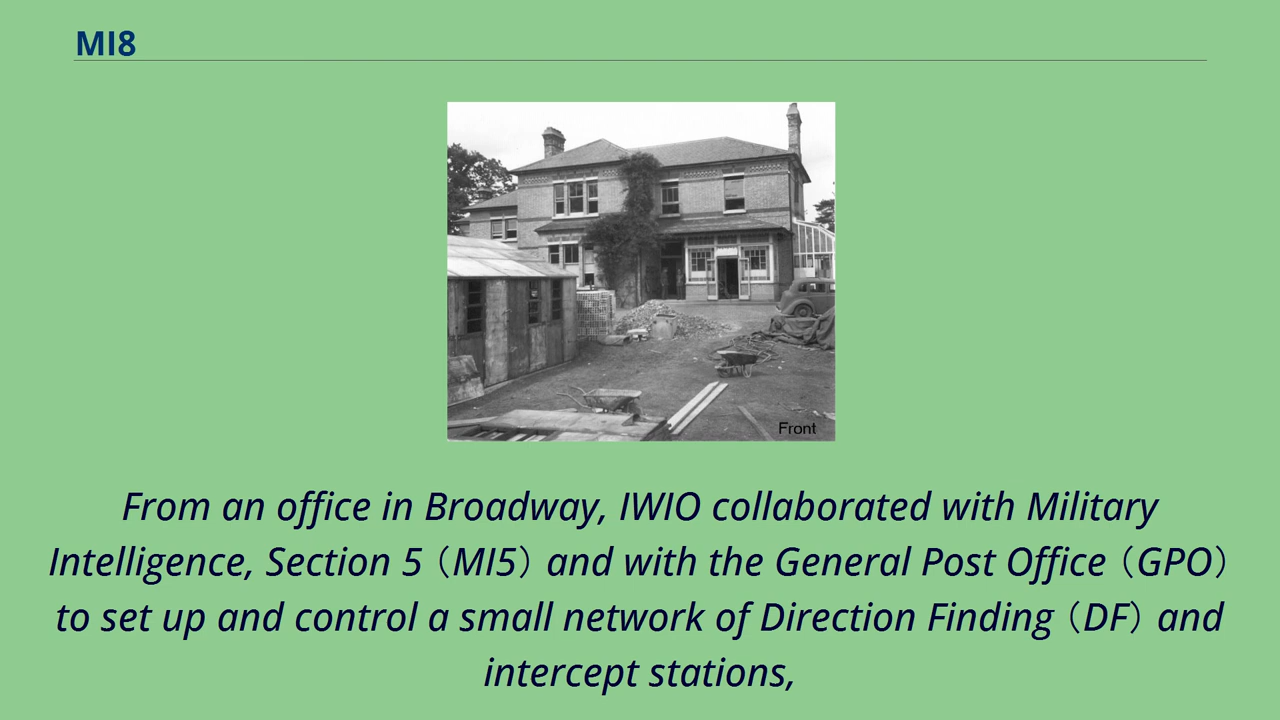 MI8
Front
From an office in Broadway, IWIO collaborated with Military
Intelligence, Section 5（MI5）and with the General Post Office（GPO）
to set up and control a small network of Direction Finding（DF）and
intercept stations,